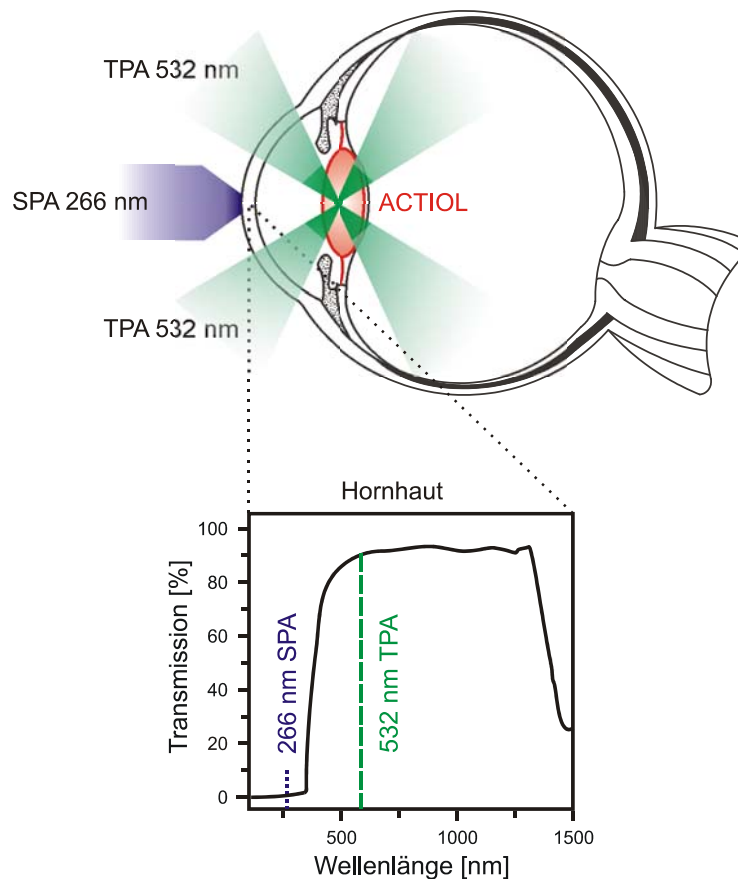 TPA 532 nm
SPA 266 nm
ACTIOL
TPA 532 nm
Hornhaut
100
80
60
40
20
0
Transmission [%]
266 nm SPA
532 nm TPA
500
1000
1500
Wellenlänge [nm]